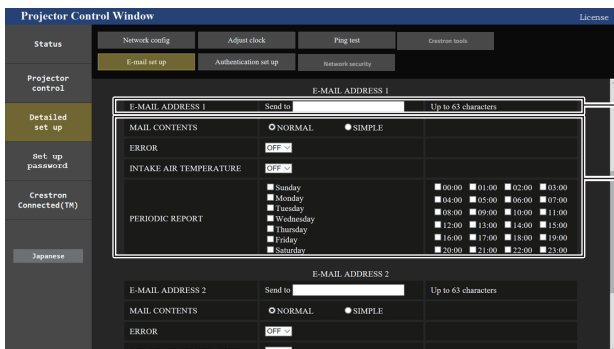 Projector Control Window
License
Status
Projector control
Detailed set up
Set up password
Crestron Connected(TM)
Japanese
Network config Adjust clock Ping test Crestron tools
E-mail set up Authentication set up Network security
E-MAIL ADDRESS 1
E-MAIL ADDRESS 1 Send to Up to 63 characters
MAIL CONTENTS NORMAL SIMPLE
ERROR OFF
INTAKE AIR TEMPERATURE OFF
PERIODIC REPORT
Sunday
Monday
Tuesday
Wednesday
Thursday
Friday
Saturday
00:00 01:00 02:00 03:00
04:00 05:00 06:00 07:00
08:00 09:00 10:00 11:00
12:00 13:00 14:00 15:00
16:00 17:00 18:00 19:00
20:00 21:00 22:00 23:00
E-MAIL ADDRESS 2
E-MAIL ADDRESS 2 Send to Up to 63 characters
MAIL CONTENTS NORMAL SIMPLE
ERROR OFF